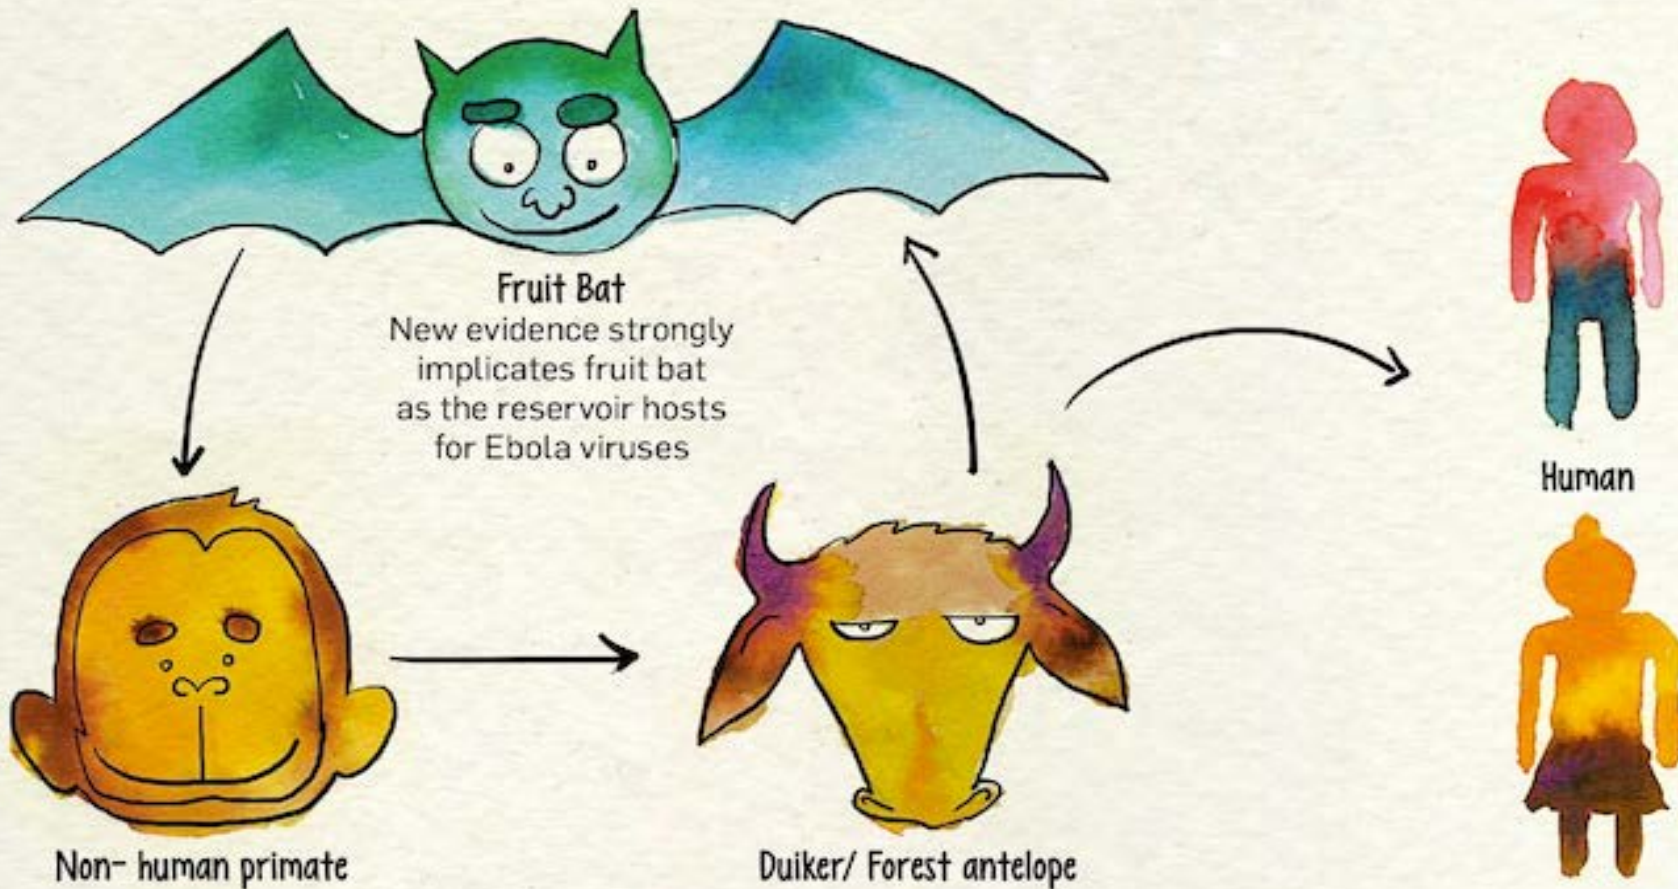 Fruit Bat
New evidence strongly
implicates fruit bat
as the reservoir hosts
for Ebola viruses
Human
Non- human primate
Duiker/ Forest antelope